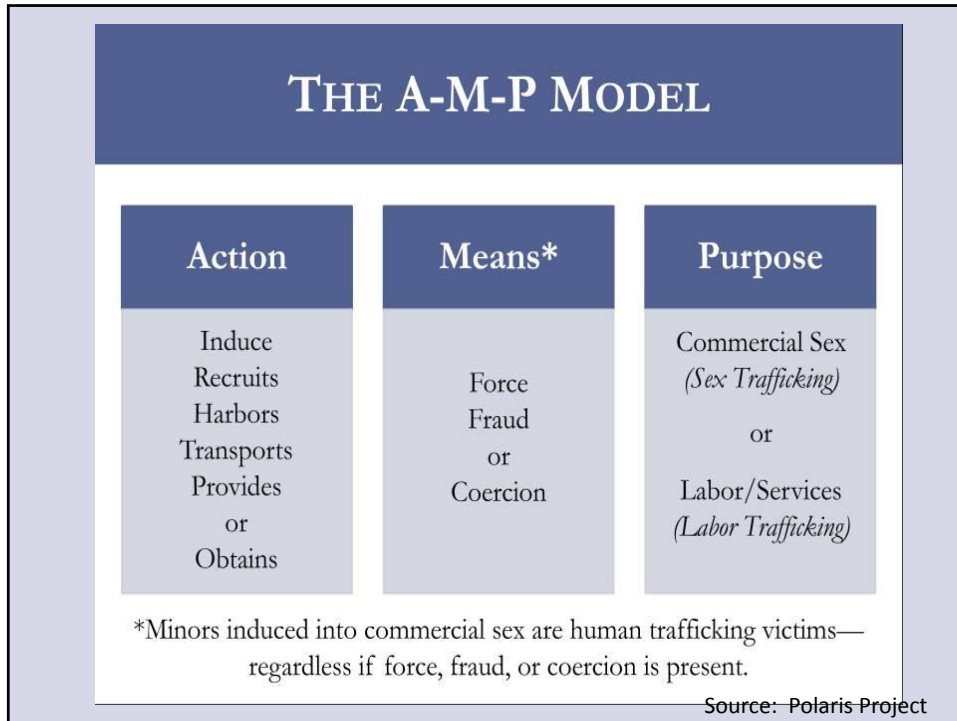 THE A-M-P MODEL
Action
Induce
Recruits
Harbors
Transports
Provides
or
Obtains
Means*
Force
Fraud
or
Coercion
Purpose
Commercial Sex
(Sex Trafficking)
or
Labor/Services
(Labor Trafficking)
*Minors induced into commercial sex are human trafficking victims—
regardless if force, fraud, or coercion is present.
Source: Polaris Project